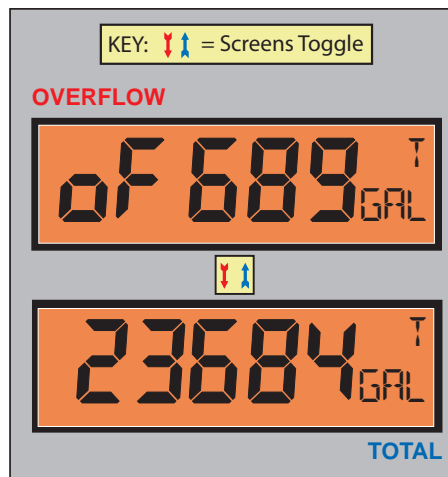 KEY: = Screens Toggle
OVERFLOW
oF 689 T GAL
23684 T GAL
TOTAL